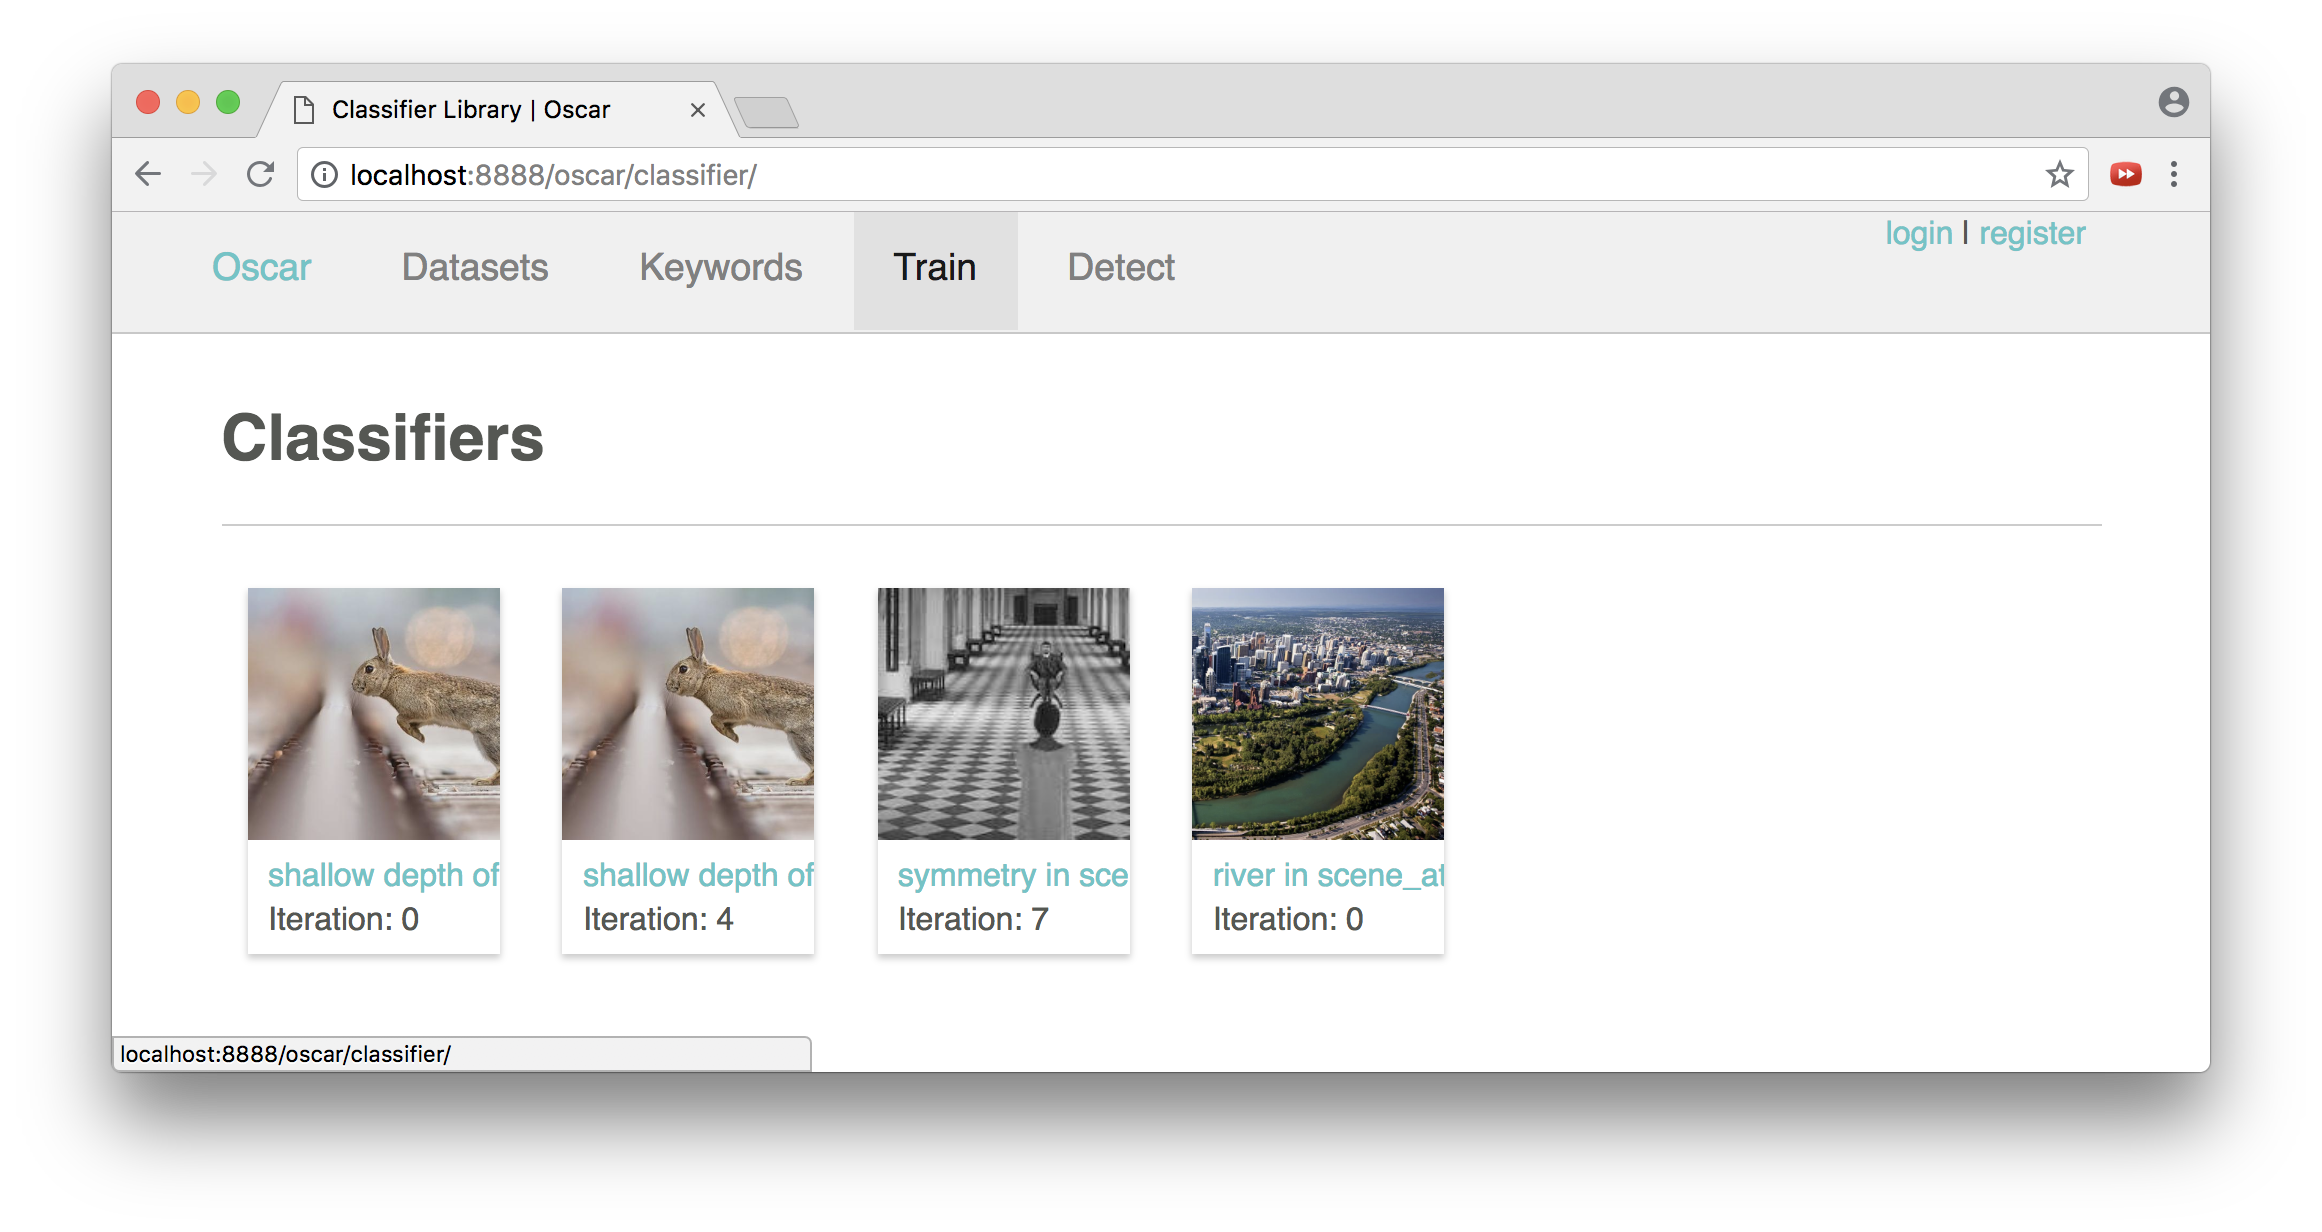 Classifier Library | Oscar
localhost:8888/oscar/classifier/
login | register
Oscar Datasets Keywords Train Detect
Classifiers
shallow depth of
Iteration: 0
shallow depth of
Iteration: 4
symmetry in sce
Iteration: 7
river in scene_at
Iteration: 0
localhost:8888/oscar/classifier/